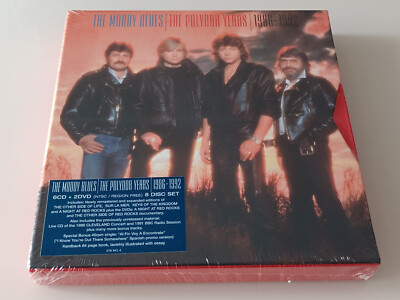 THE MOODY BLUES | THE POLYDOR YEARS | 1986-1992
THE MOODY BLUES | THE POLYDOR YEARS | 1986-1992
6CD + 2DVD (NTSC / REGION FREE) 8 DISC SET
Includes: Newly remastered and expanded editions of
THE OTHER SIDE OF LIFE, SUR LA MER, KEYS OF THE KINGDOM
and A NIGHT AT RED ROCKS plus the DVDs: A NIGHT AT RED ROCKS
and THE OTHER SIDE OF RED ROCKS documentary.
Also includes the previously unreleased material:
Live CD of the 1986 CLEVELAND Concert and 1991 BBC Radio Session
plus many more bonus tracks.
Special Bonus 45rpm single: "Al Fin Voy A Encontrarte"
("I Know You're Out There Somewhere" Spanish promo version)
Hardback 64 page book, lavishly illustrated with essay